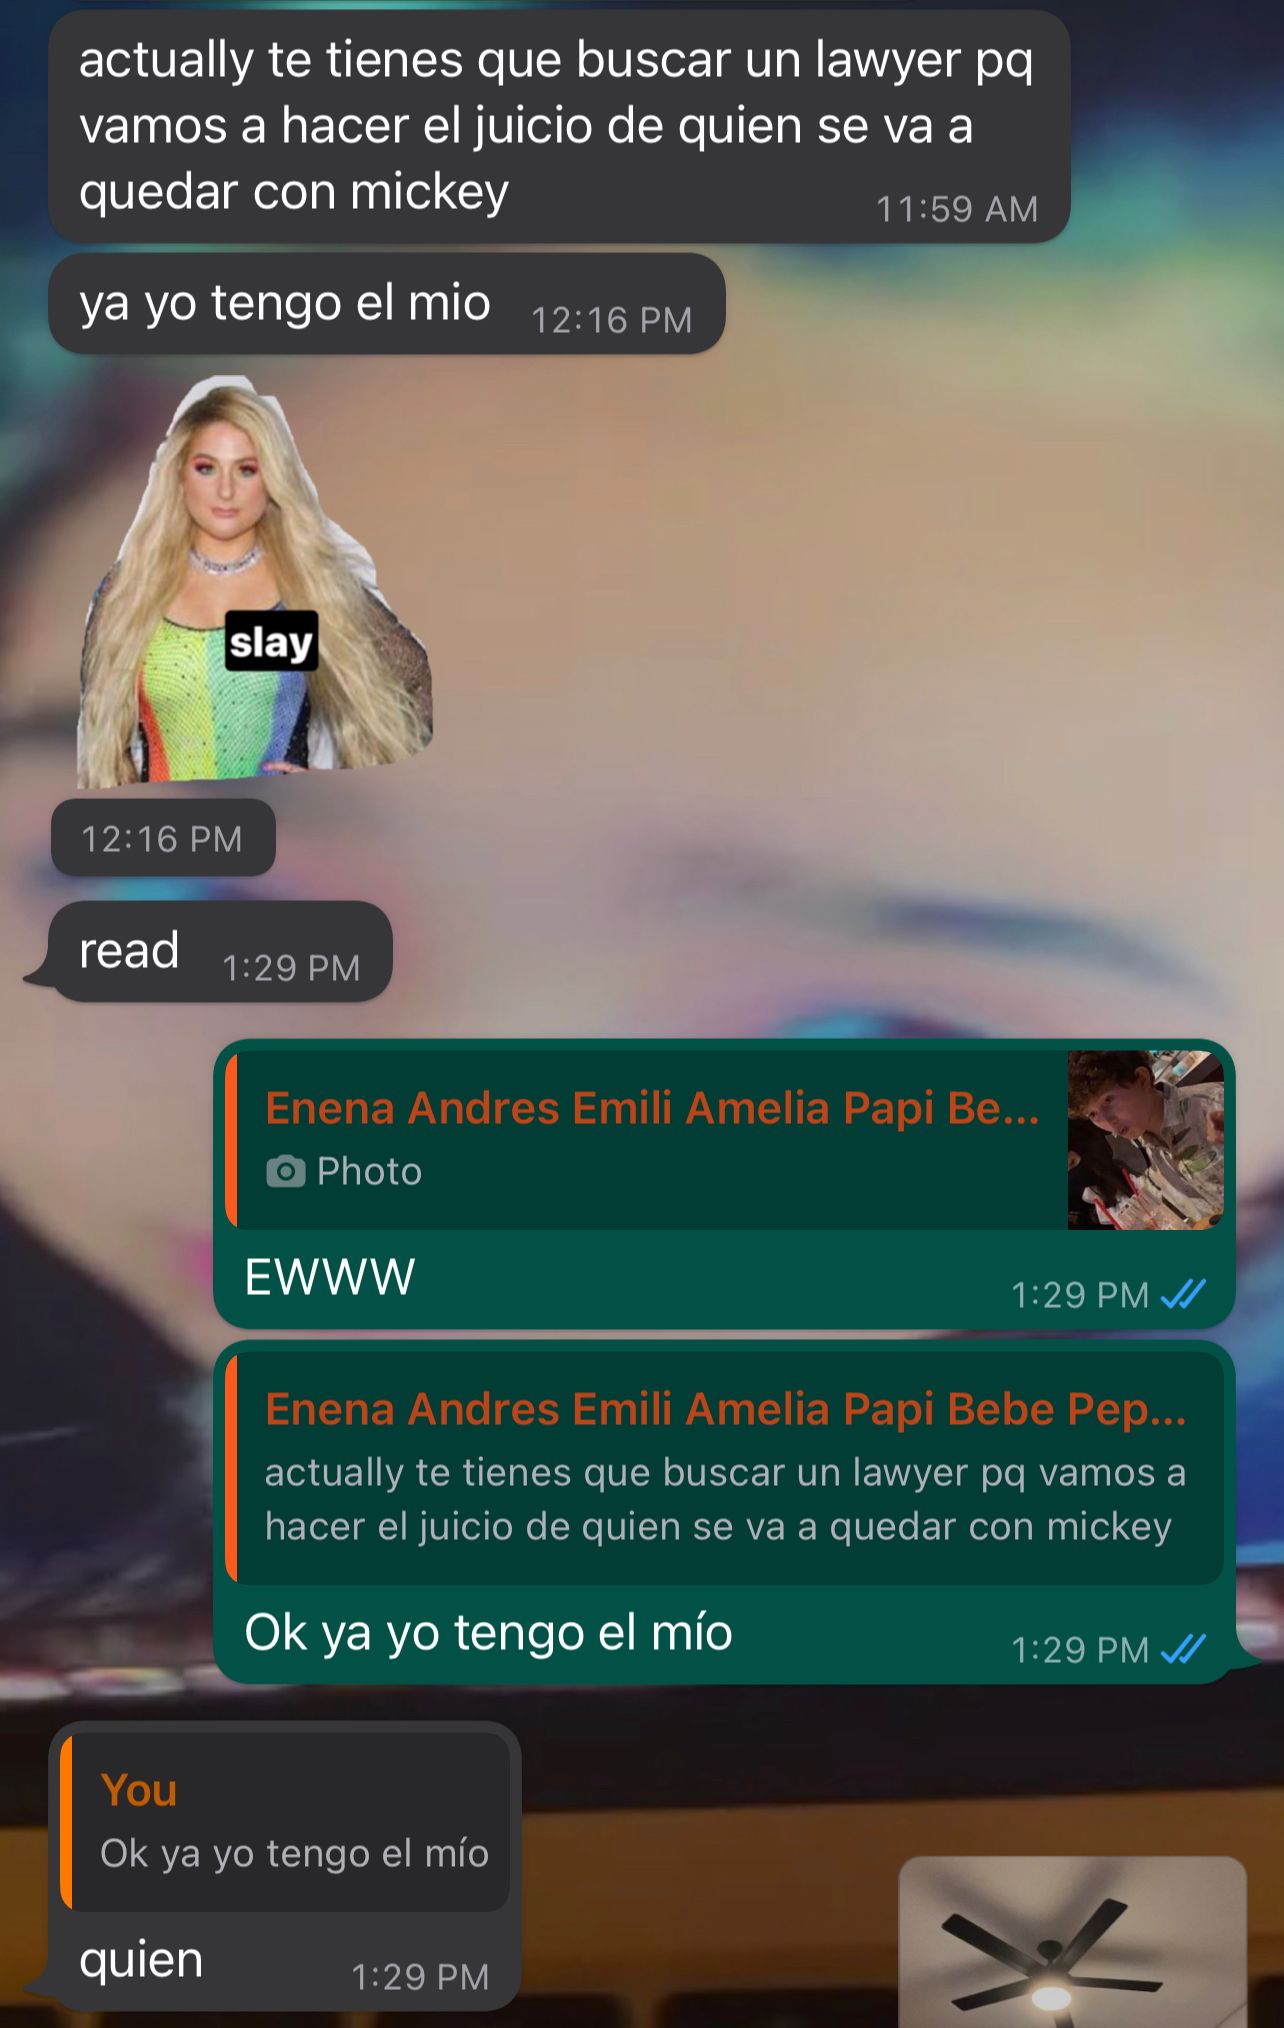 actually te tienes que buscar un lawyer pq
vamos a hacer el juicio de quien se va a
quedar con mickey
11:59 AM
ya yo tengo el mio
12:16 PM
slay
12:16 PM
read
1:29 PM
Enena Andres Emili Amelia Papi Be...
Photo
EWWW
1:29 PM
Enena Andres Emili Amelia Papi Bebe Pep...
actually te tienes que buscar un lawyer pq vamos a
hacer el juicio de quien se va a quedar con mickey
Ok ya yo tengo el mío
1:29 PM
You
Ok ya yo tengo el mío
quien
1:29 PM